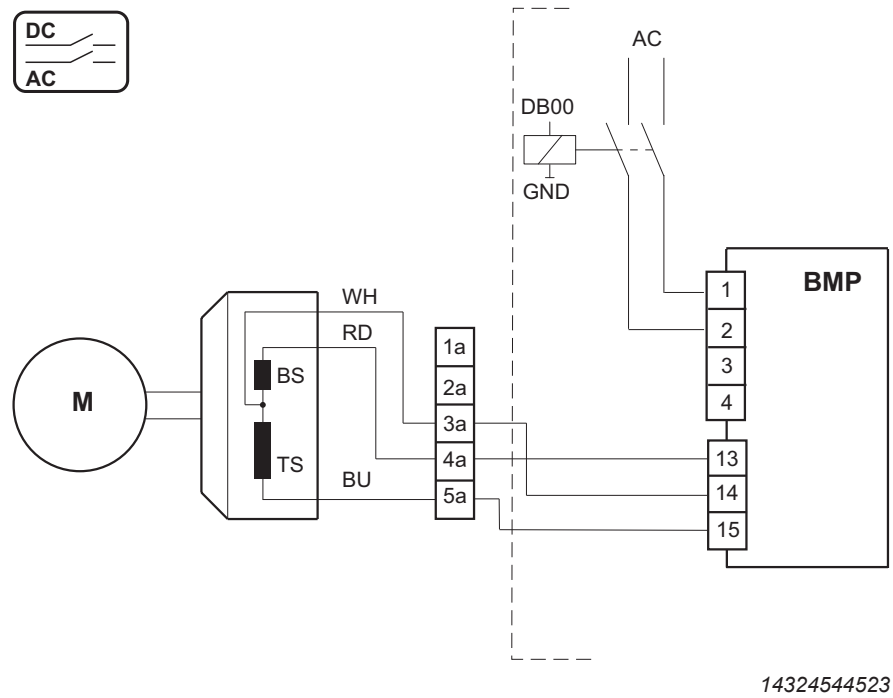 DC
AC
AC
DB00
GND
BMP
1
2
3
4
13
14
15
WH
RD
BS
TS
BU
M
1a
2a
3a
4a
5a
14324544523